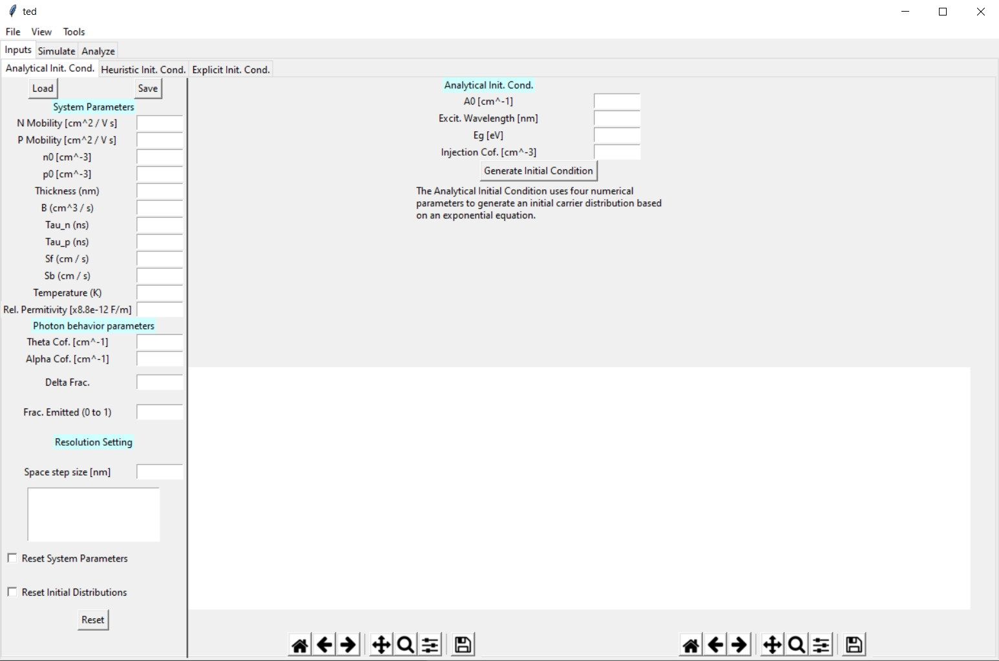 ted
File View Tools
Inputs Simulate Analyze
Analytical Init. Cond. Heuristic Init. Cond. Explicit Init. Cond.
Load Save
System Parameters
N Mobility [cm^2 / V s]
P Mobility [cm^2 / V s]
n0 [cm^-3]
p0 [cm^-3]
Thickness (nm)
B (cm^3 / s)
Tau_n (ns)
Tau_p (ns)
Sf (cm / s)
Sb (cm / s)
Temperature (K)
Rel. Permitivity [x8.8e-12 F/m]
Photon behavior parameters
Theta Cof. [cm^-1]
Alpha Cof. [cm^-1]
Delta Frac.
Frac. Emitted (0 to 1)
Resolution Setting
Space step size [nm]
Reset System Parameters
Reset Initial Distributions
Reset
Analytical Init. Cond.
A0 [cm^-1]
Excit. Wavelength [nm]
Eg [eV]
Injection Cof. [cm^-3]
Generate Initial Condition
The Analytical Initial Condition uses four numerical
parameters to generate an initial carrier distribution based
on an exponential equation.